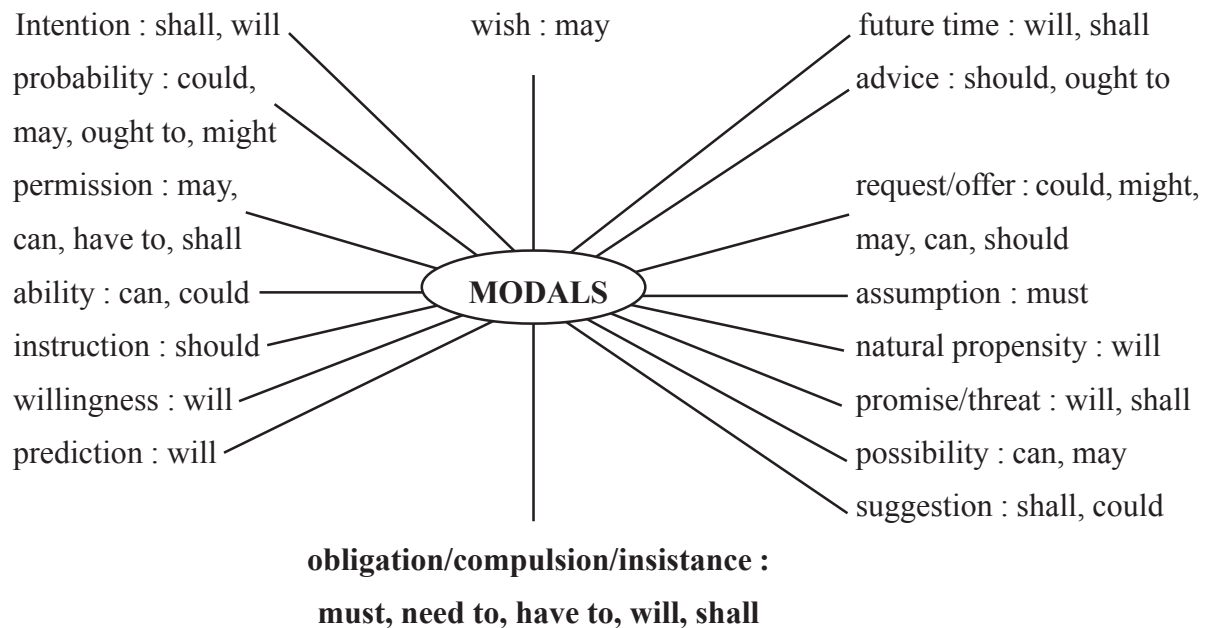 Intention : shall, will
probability : could,
may, ought to, might
permission : may,
can, have to, shall
ability : can, could
instruction : should
willingness : will
prediction : will
wish : may
MODALS
future time : will, shall
advice : should, ought to
request/offer : could, might,
may, can, should
assumption : must
natural propensity : will
promise/threat : will, shall
possibility : can, may
suggestion : shall, could
obligation/compulsion/insistance :
must, need to, have to, will, shall